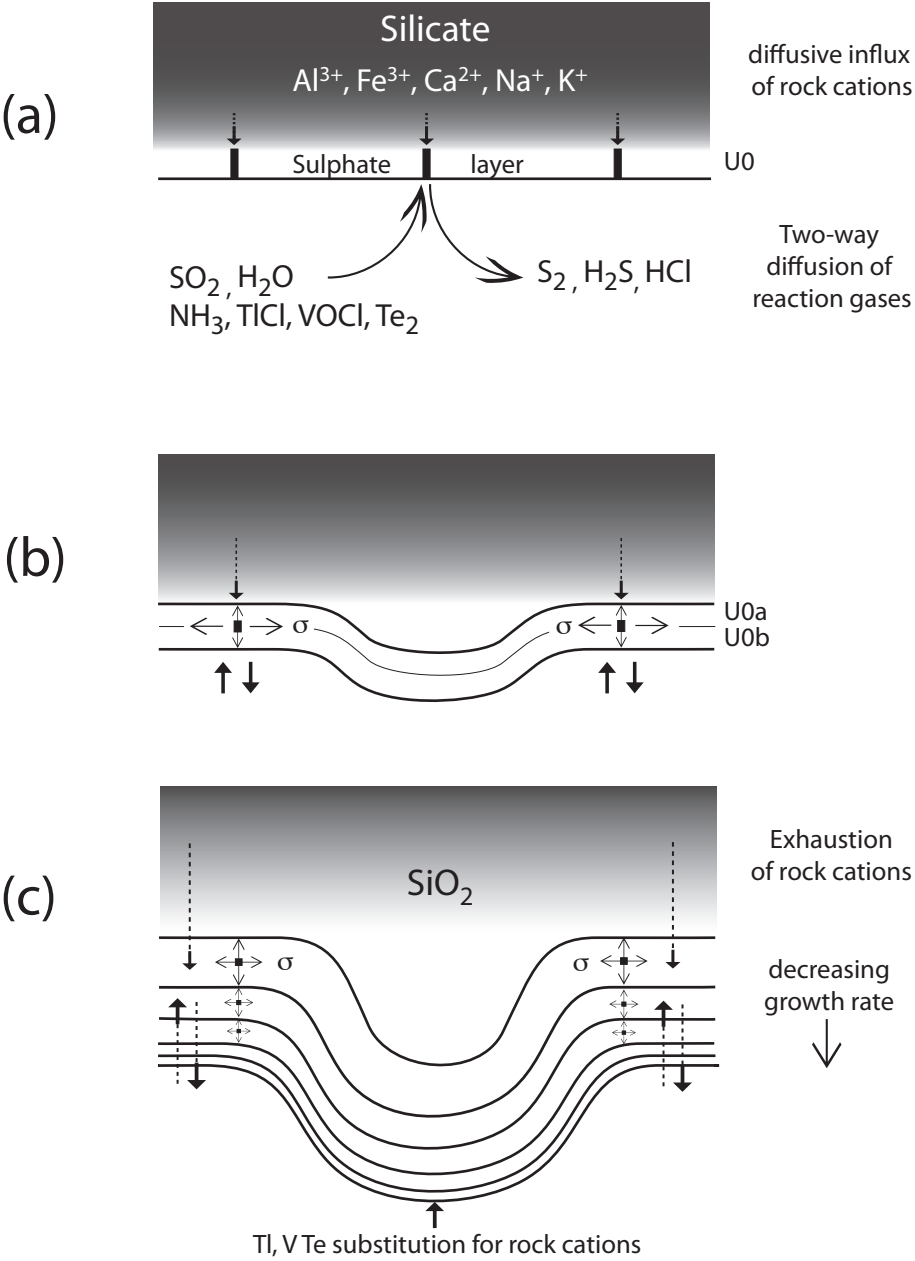 (a)
Silicate
Al³⁺, Fe³⁺, Ca²⁺, Na⁺, K⁺
diffusive influx
of rock cations
Sulphate layer
U0
SO₂, H₂O
NH₃, TlCl, VOCl, Te₂
S₂, H₂S, HCl
Two-way
diffusion of
reaction gases
(b)
σ σ
U0a
U0b
(c)
SiO₂
Exhaustion
of rock cations
σ σ
decreasing
growth rate
Tl, V Te substitution for rock cations